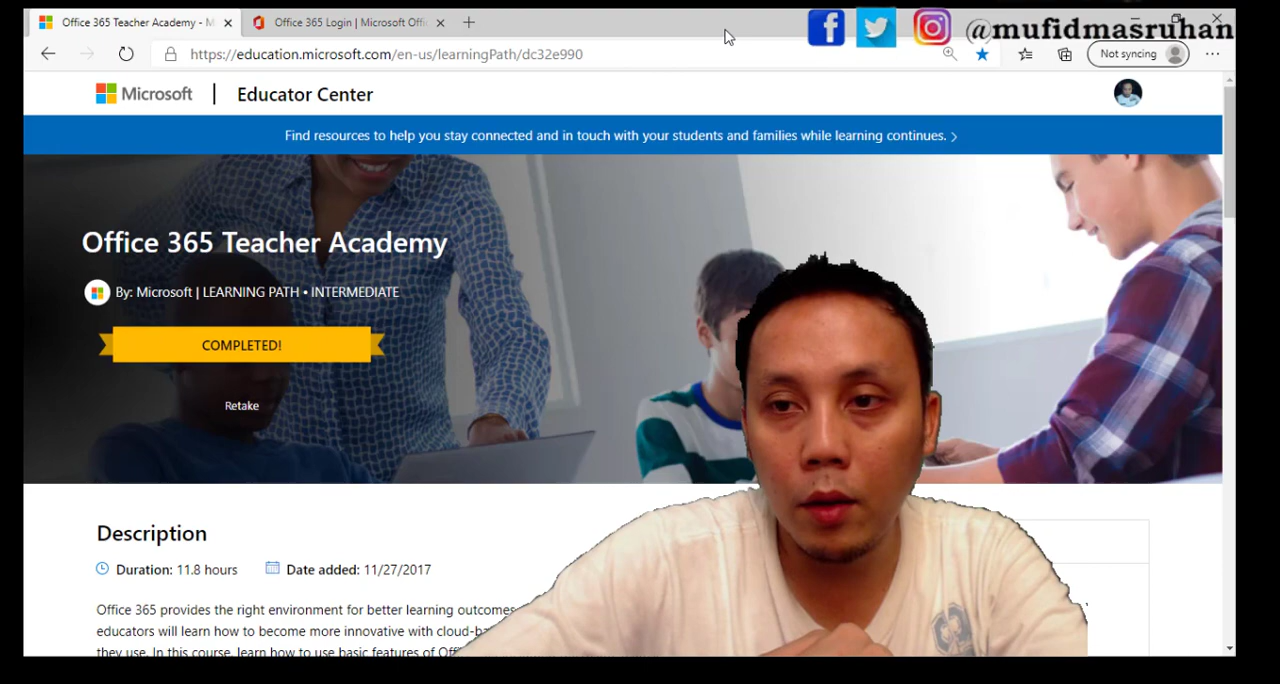 Office 365 Teacher Academy - M
Office 365 Login | Microsoft Offi
@mufidmasruhan
https://education.microsoft.com/en-us/learningPath/dc32e990
Not syncing
Microsoft | Educator Center
Find resources to help you stay connected and in touch with your students and families while learning continues.
Office 365 Teacher Academy
By: Microsoft | LEARNING PATH • INTERMEDIATE
COMPLETED!
Retake
Description
Duration: 11.8 hours
Date added: 11/27/2017
Office 365 provides the right environment for better learning outcomes
educators will learn how to become more innovative with cloud-ba
they use. In this course, learn how to use basic features of Off